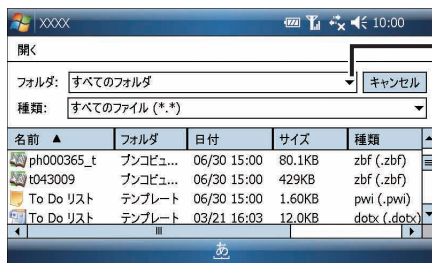 XXXX 10:00
開く
フォルダ: すべてのフォルダ キャンセル
種類: すべてのファイル (*.*)
名前 ▲ フォルダ 日付 サイズ 種類
ph000365_t ブンコビュ... 06/30 15:00 80.1KB zbf (.zbf)
t043009 ブンコビュ... 06/30 15:00 429KB zbf (.zbf)
To Do リスト テンプレート 06/30 15:00 1.60KB pwi (.pwi)
To Do リスト テンプレート 03/21 16:03 12.0KB dotx (.dotx)
あ